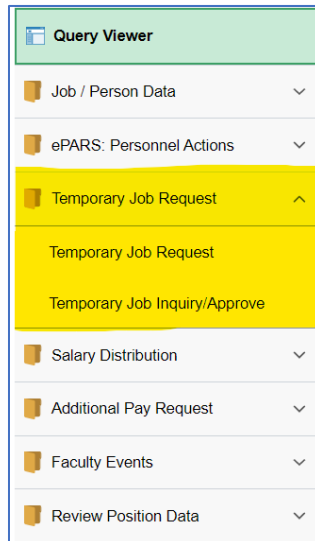 Query Viewer
Job / Person Data
ePARS: Personnel Actions
Temporary Job Request
Temporary Job Request
Temporary Job Inquiry/Approve
Salary Distribution
Additional Pay Request
Faculty Events
Review Position Data